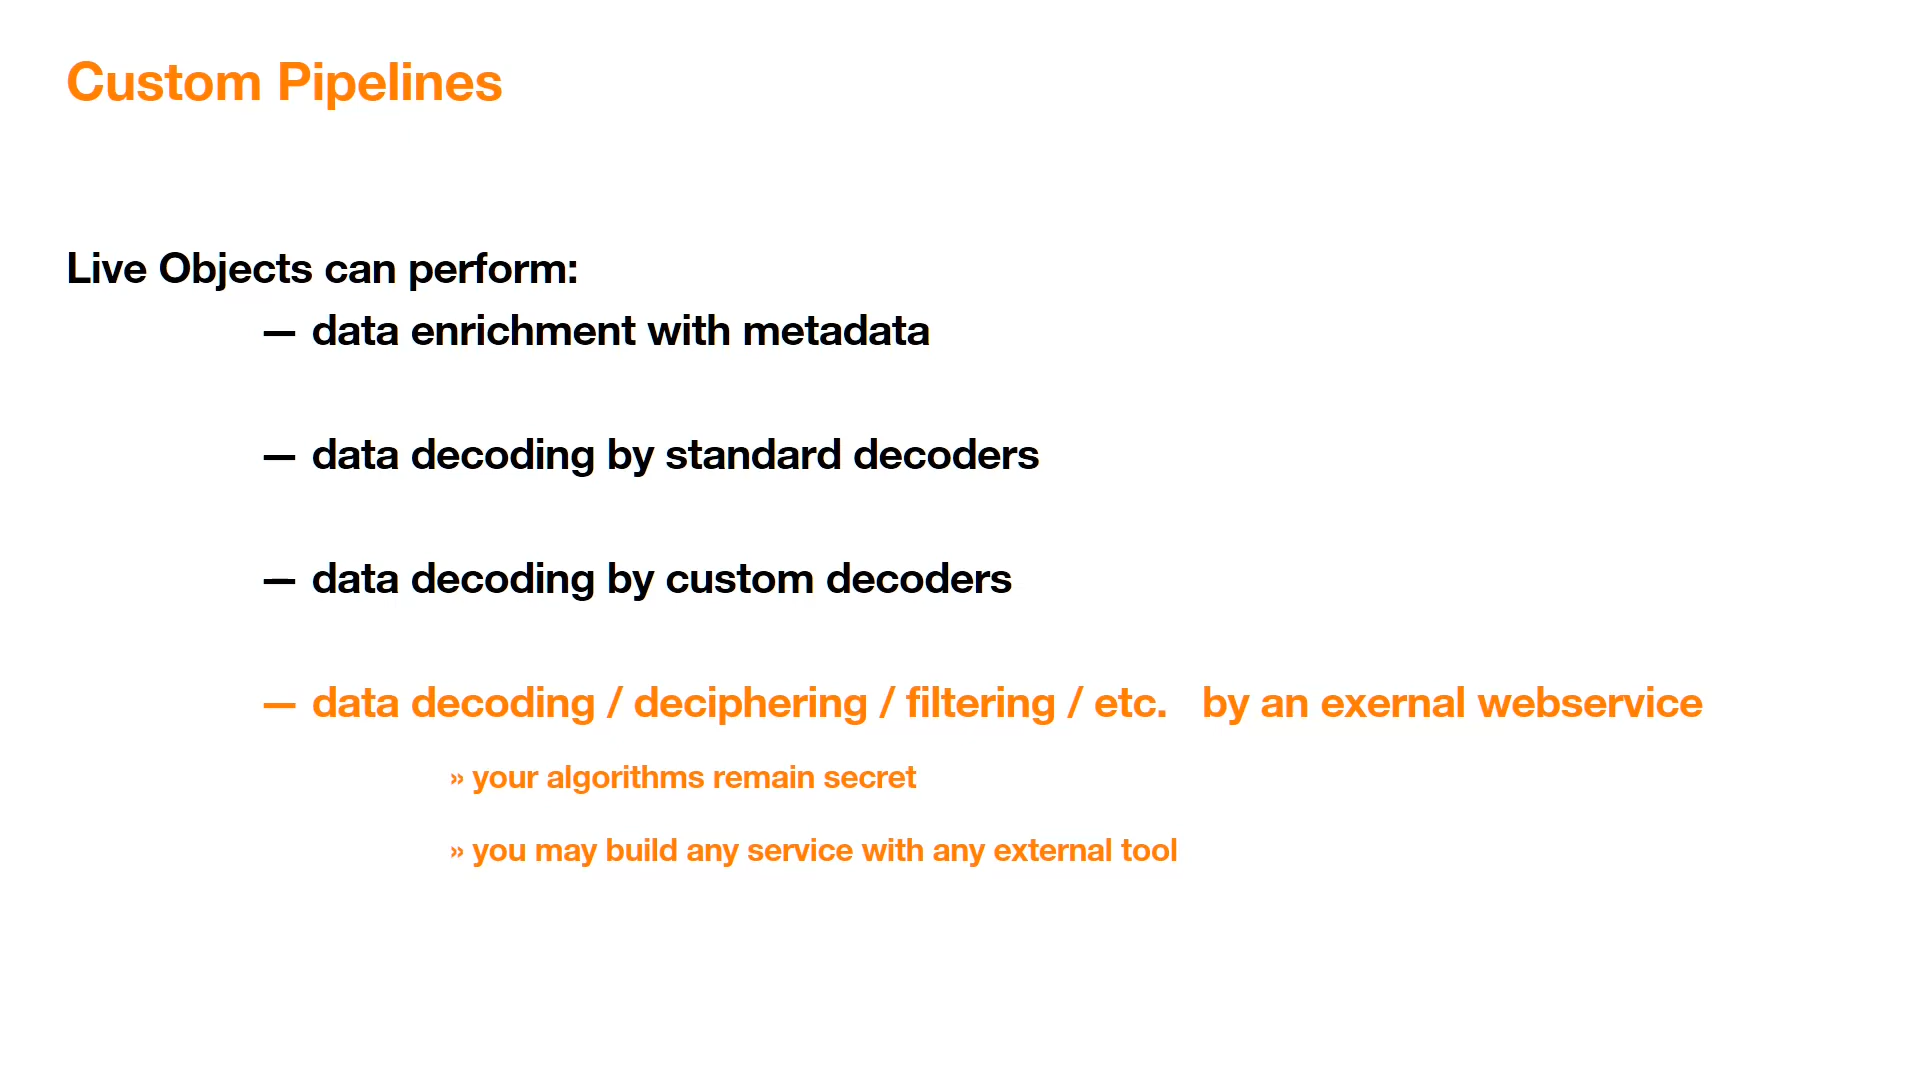 Custom Pipelines
Live Objects can perform:
— data enrichment with metadata
— data decoding by standard decoders
— data decoding by custom decoders
— data decoding / deciphering / filtering / etc.   by an exernal webservice
» your algorithms remain secret
» you may build any service with any external tool